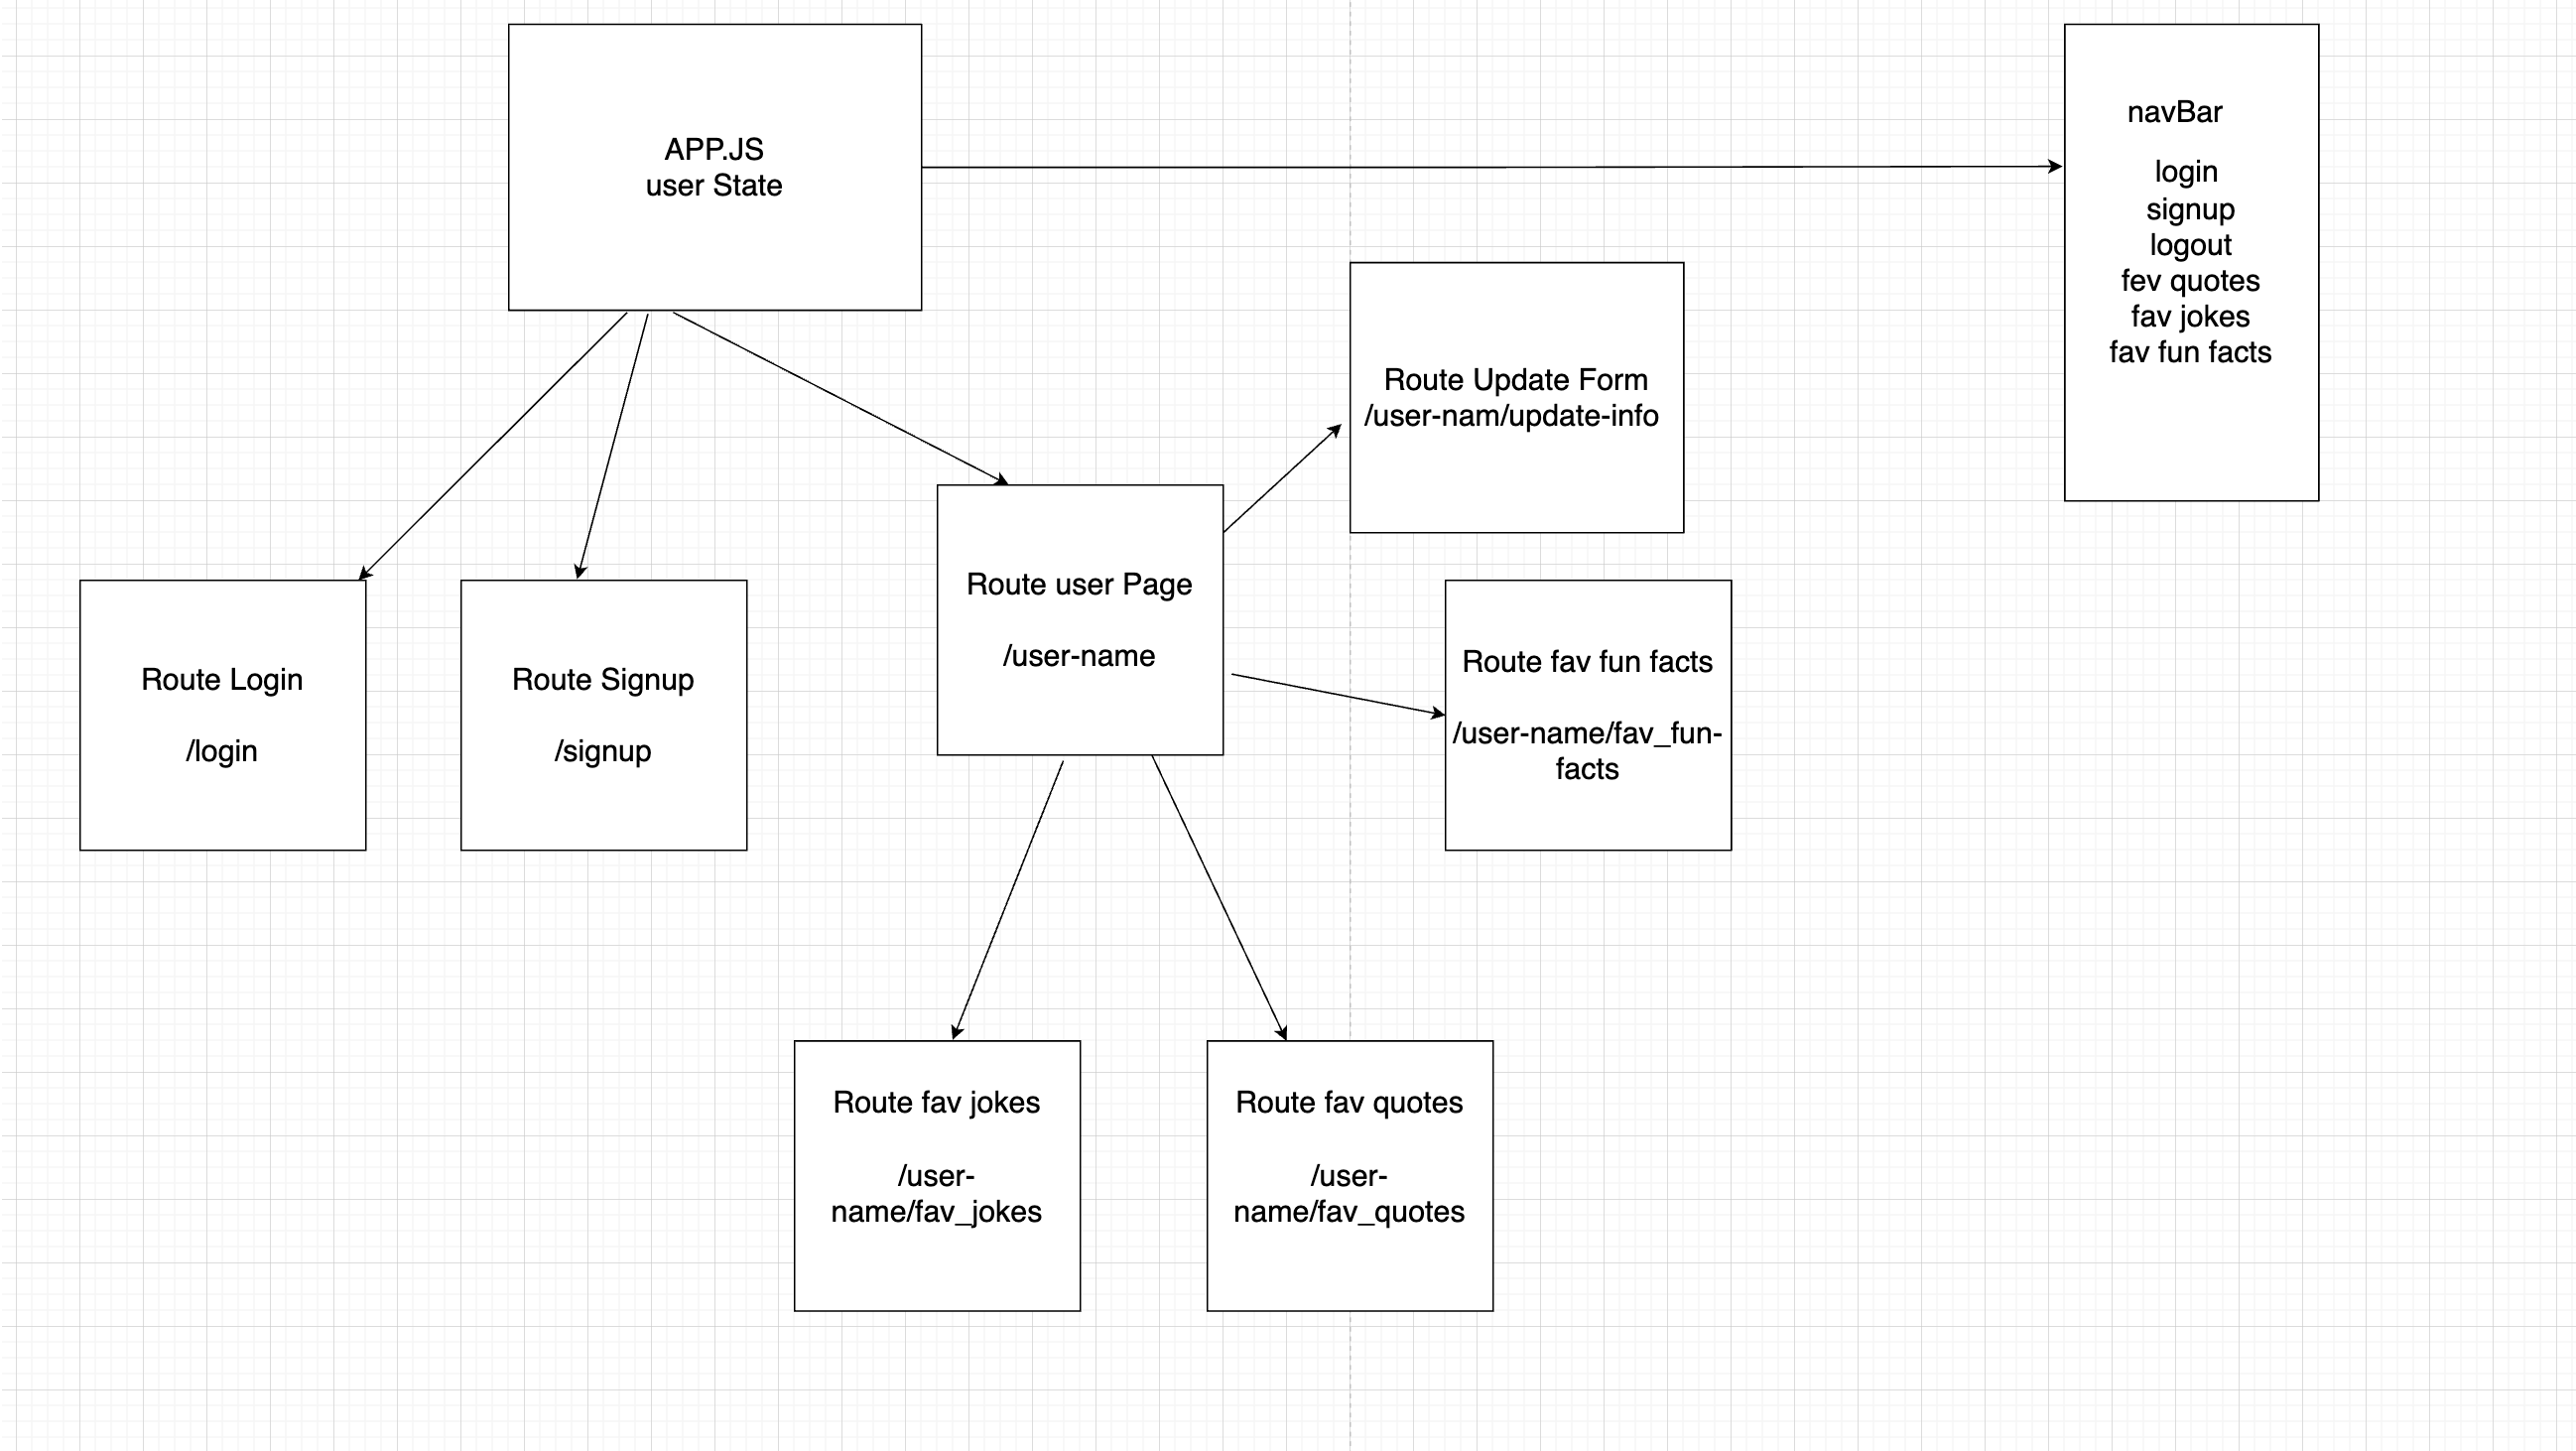 APP.JS
user State
navBar
login
signup
logout
fev quotes
fav jokes
fav fun facts
Route Update Form
/user-nam/update-info
Route user Page
/user-name
Route fav fun facts
/user-name/fav_fun-
facts
Route Login
/login
Route Signup
/signup
Route fav jokes
/user-
name/fav_jokes
Route fav quotes
/user-
name/fav_quotes